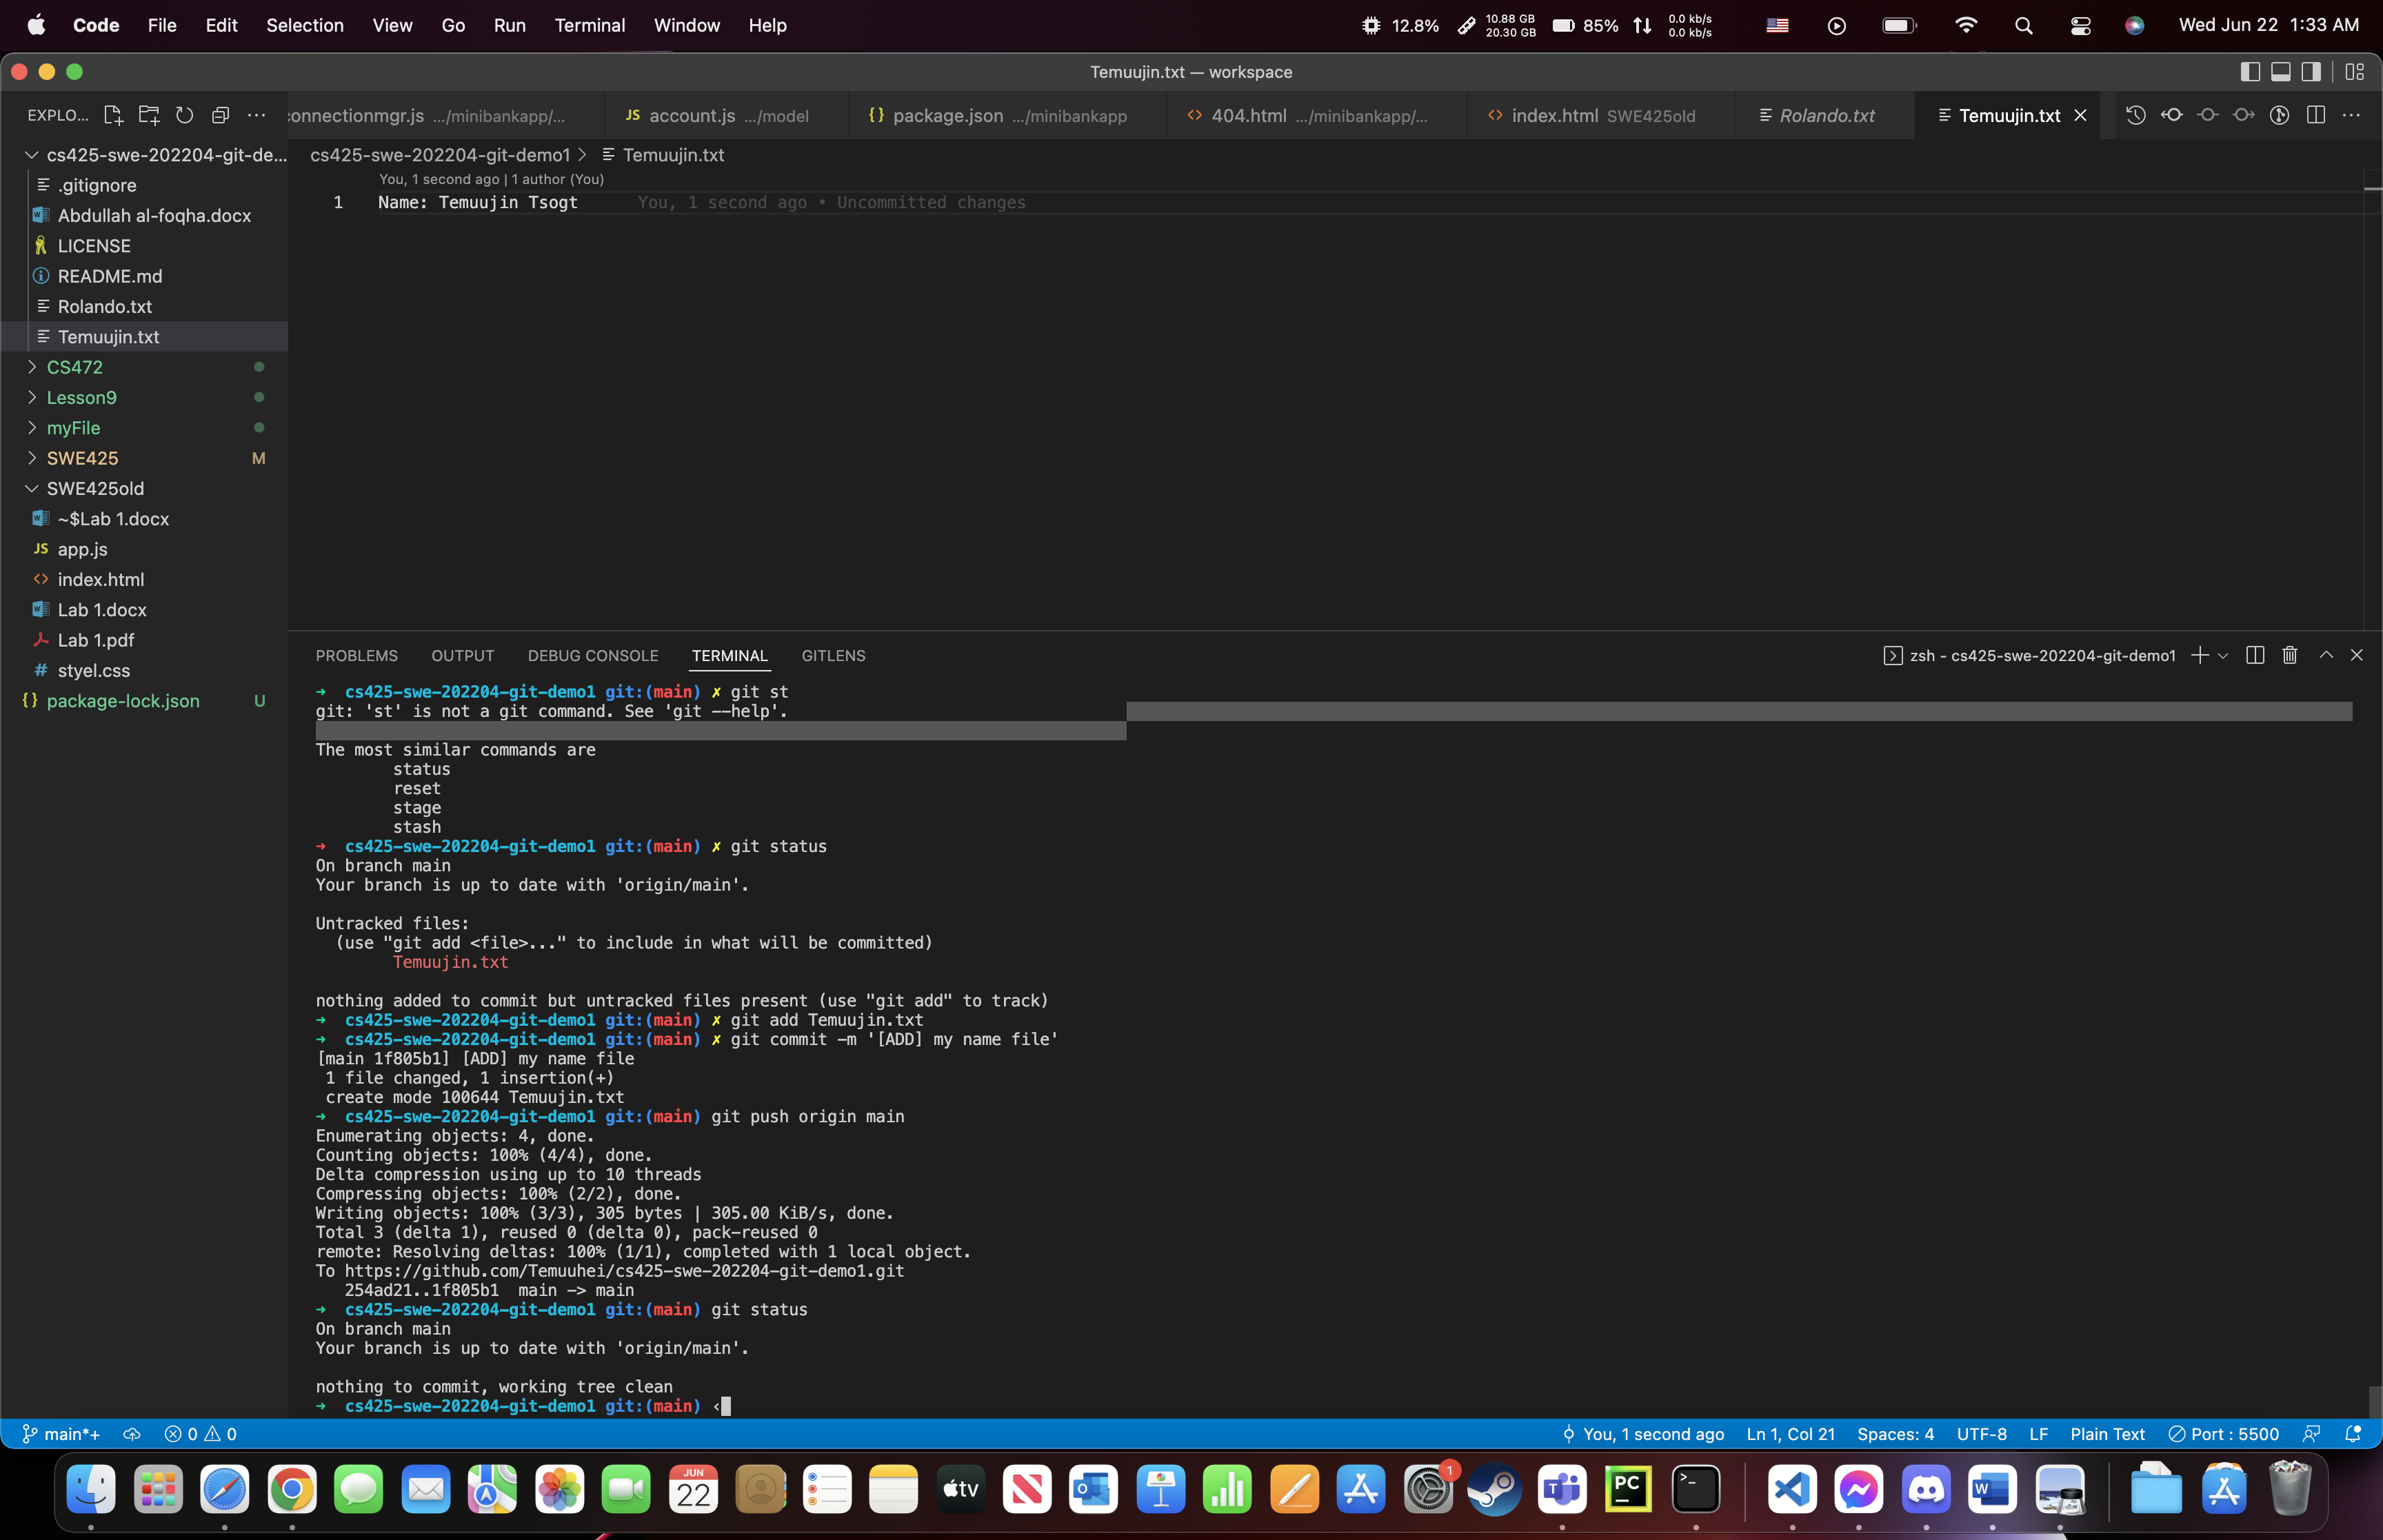 Code File Edit Selection View Go Run Terminal Window Help 12.8% 10.88 GB 20.30 GB 85% 0.0 kb/s 0.0 kb/s Wed Jun 22 1:33 AM
Temuujin.txt — workspace
EXPLO... connectionmgr.js .../minibankapp/... JS account.js .../model {} package.json .../minibankapp <> 404.html .../minibankapp/... <> index.html SWE425old Rolando.txt Temuujin.txt
cs425-swe-202204-git-de...
.gitignore
Abdullah al-foqha.docx
LICENSE
README.md
Rolando.txt
Temuujin.txt
CS472
Lesson9
myFile
SWE425 M
SWE425old
~$Lab 1.docx
JS app.js
<> index.html
Lab 1.docx
Lab 1.pdf
# styel.css
{} package-lock.json U
cs425-swe-202204-git-demo1 > Temuujin.txt
You, 1 second ago | 1 author (You)
1 Name: Temuujin Tsogt You, 1 second ago • Uncommitted changes
PROBLEMS OUTPUT DEBUG CONSOLE TERMINAL GITLENS zsh - cs425-swe-202204-git-demo1
➜ cs425-swe-202204-git-demo1 git:(main) ✗ git st
git: 'st' is not a git command. See 'git --help'.
The most similar commands are
status
reset
stage
stash
➜ cs425-swe-202204-git-demo1 git:(main) ✗ git status
On branch main
Your branch is up to date with 'origin/main'.
Untracked files:
(use "git add <file>..." to include in what will be committed)
Temuujin.txt
nothing added to commit but untracked files present (use "git add" to track)
➜ cs425-swe-202204-git-demo1 git:(main) ✗ git add Temuujin.txt
➜ cs425-swe-202204-git-demo1 git:(main) ✗ git commit -m '[ADD] my name file'
[main 1f805b1] [ADD] my name file
1 file changed, 1 insertion(+)
create mode 100644 Temuujin.txt
➜ cs425-swe-202204-git-demo1 git:(main) git push origin main
Enumerating objects: 4, done.
Counting objects: 100% (4/4), done.
Delta compression using up to 10 threads
Compressing objects: 100% (2/2), done.
Writing objects: 100% (3/3), 305 bytes | 305.00 KiB/s, done.
Total 3 (delta 1), reused 0 (delta 0), pack-reused 0
remote: Resolving deltas: 100% (1/1), completed with 1 local object.
To https://github.com/Temuuhei/cs425-swe-202204-git-demo1.git
254ad21..1f805b1 main -> main
➜ cs425-swe-202204-git-demo1 git:(main) git status
On branch main
Your branch is up to date with 'origin/main'.
nothing to commit, working tree clean
➜ cs425-swe-202204-git-demo1 git:(main) ‹
main*+ 0 0 You, 1 second ago Ln 1, Col 21 Spaces: 4 UTF-8 LF Plain Text Port : 5500
JUN
22
tv
1
PC